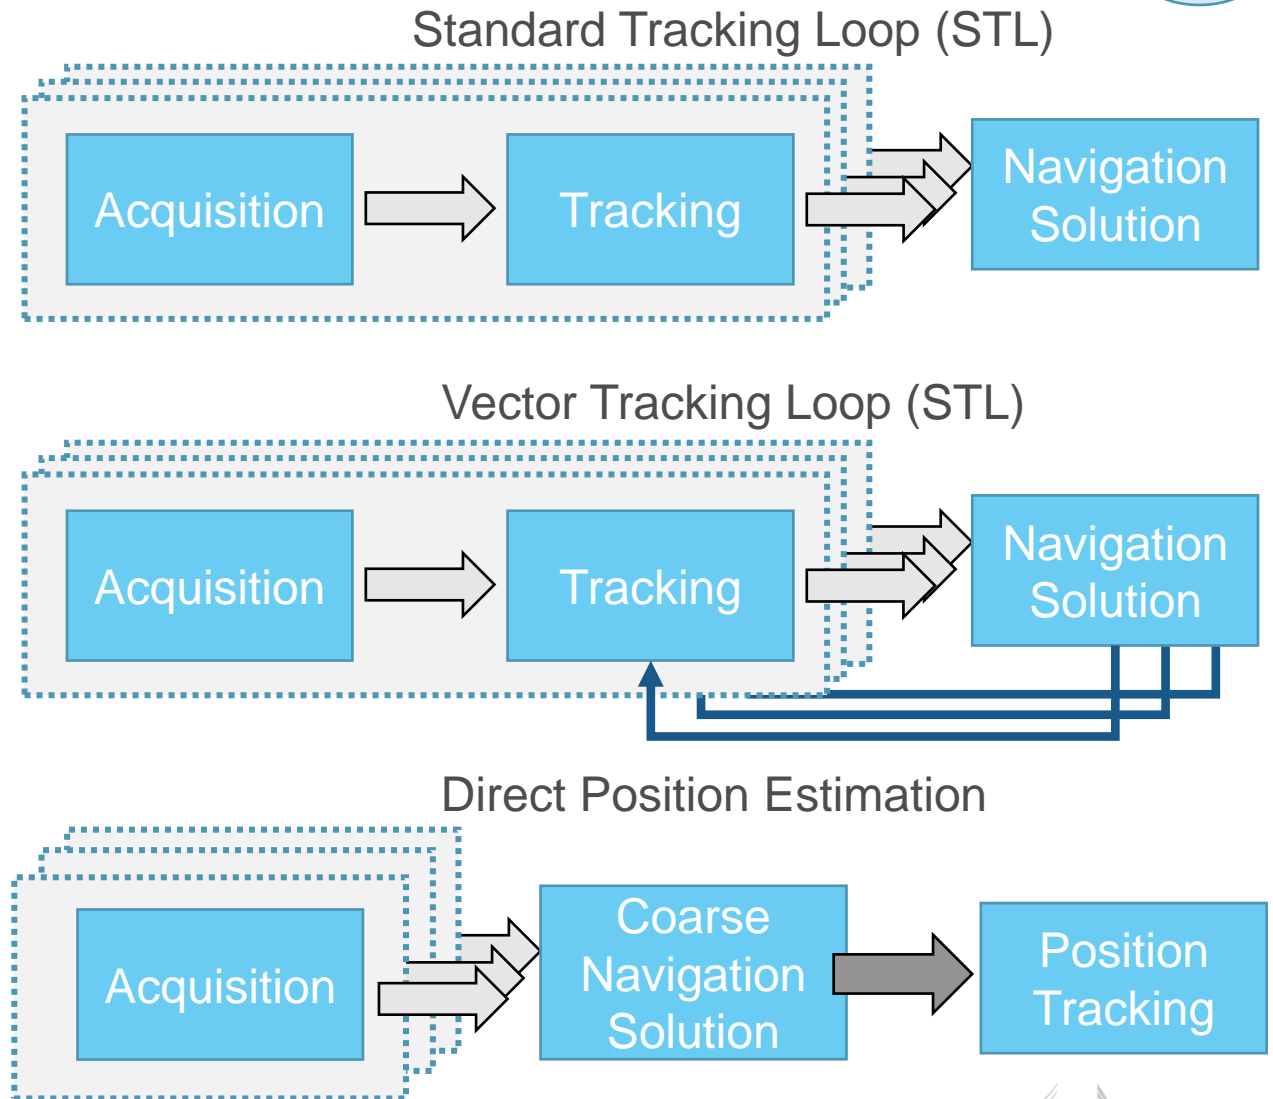 Standard Tracking Loop (STL)
Acquisition
Tracking
Navigation
Solution
Vector Tracking Loop (STL)
Acquisition
Tracking
Navigation
Solution
Direct Position Estimation
Acquisition
Coarse
Navigation
Solution
Position
Tracking